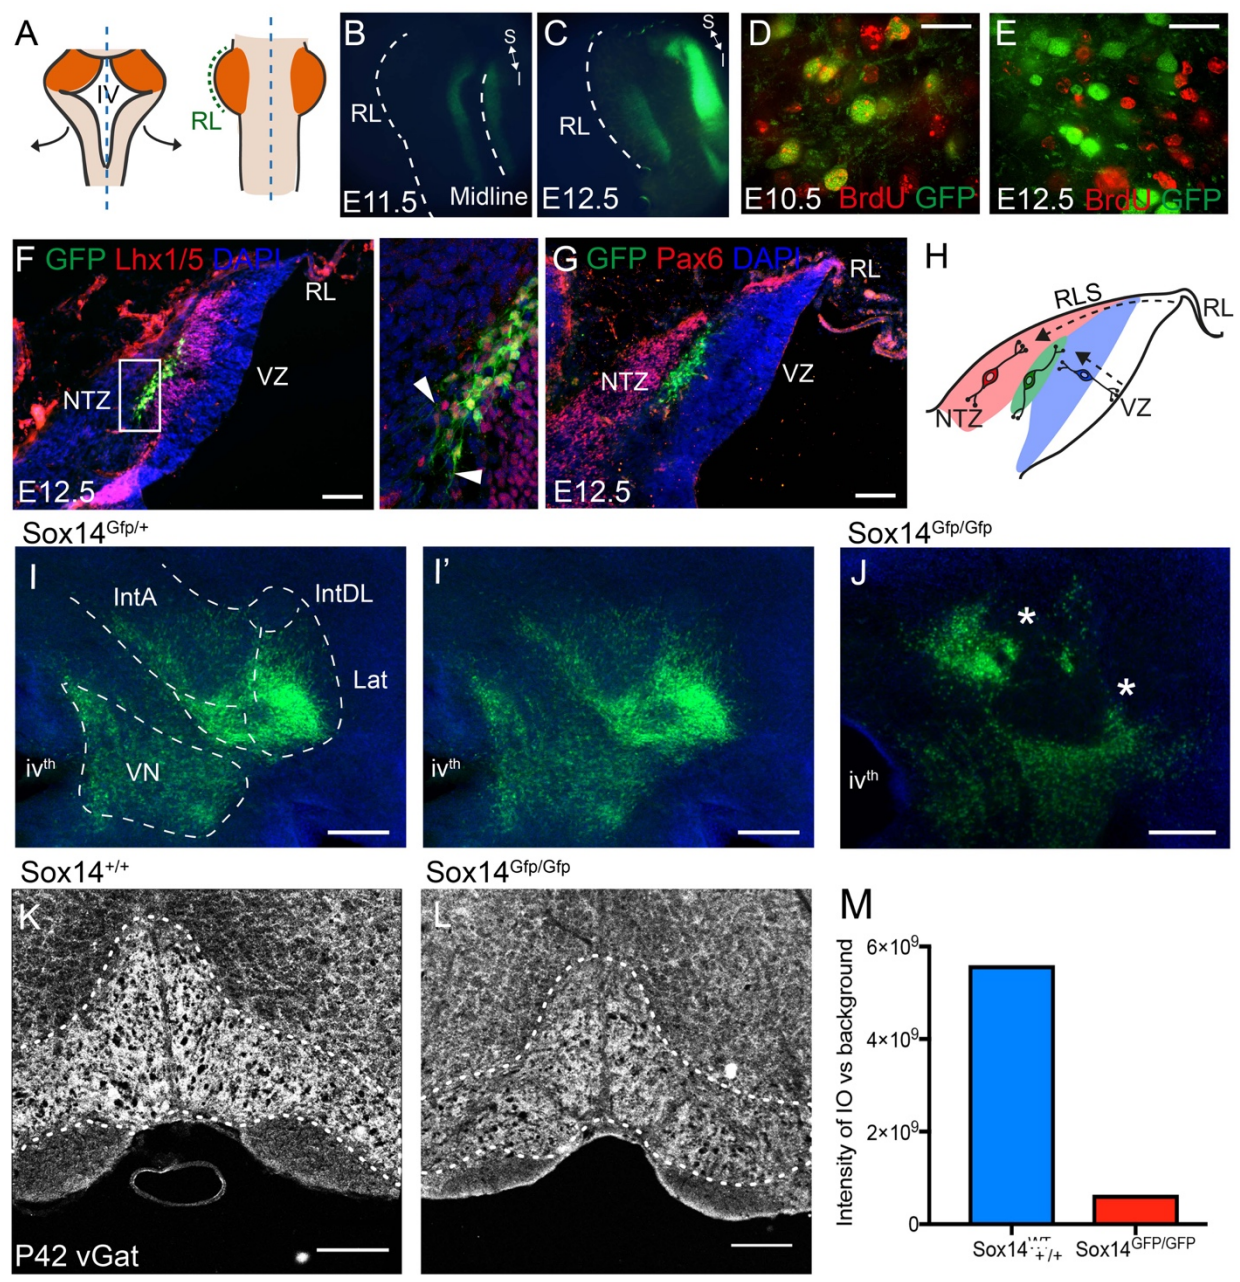 A
IV
RL
B
S
I
RL
Midline
E11.5
C
S
I
RL
E12.5
D
E10.5 BrdU GFP
E
E12.5 BrdU GFP
F GFP Lhx1/5 DAPI
RL
NTZ
VZ
E12.5
G GFP Pax6 DAPI
RL
NTZ
VZ
E12.5
H
RLS
RL
NTZ
VZ
Sox14Gfp/+
I
IntA
IntDL
Lat
VN
ivth
I'
ivth
Sox14Gfp/Gfp
J
*
*
ivth
Sox14+/+
K
P42 vGat
Sox14Gfp/Gfp
L
M
Intensity of IO vs background
6×10⁹
4×10⁹
2×10⁹
0
Sox14+/+
Sox14GFP/GFP